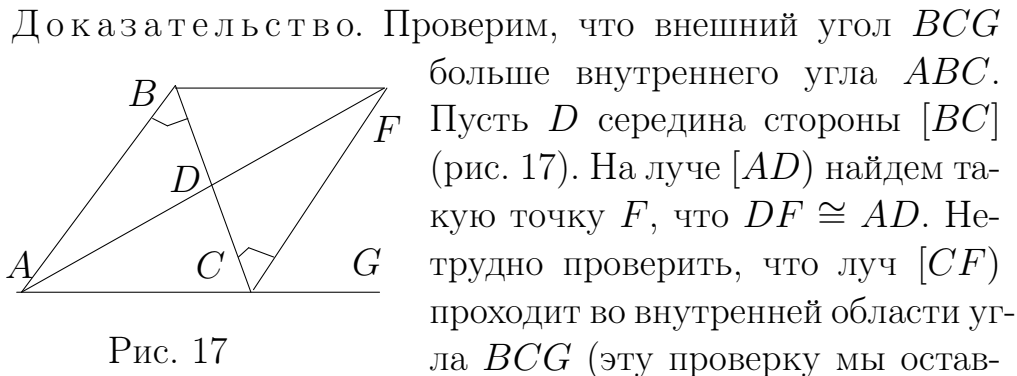 Доказательство. Проверим, что внешний угол BCG
больше внутреннего угла ABC.
Пусть D середина стороны [BC]
(рис. 17). На луче [AD) найдем та-
кую точку F, что DF ≅ AD. Не-
трудно проверить, что луч [CF)
проходит во внутренней области уг-
ла BCG (эту проверку мы остав-
B
F
D
A
C
G
Рис. 17